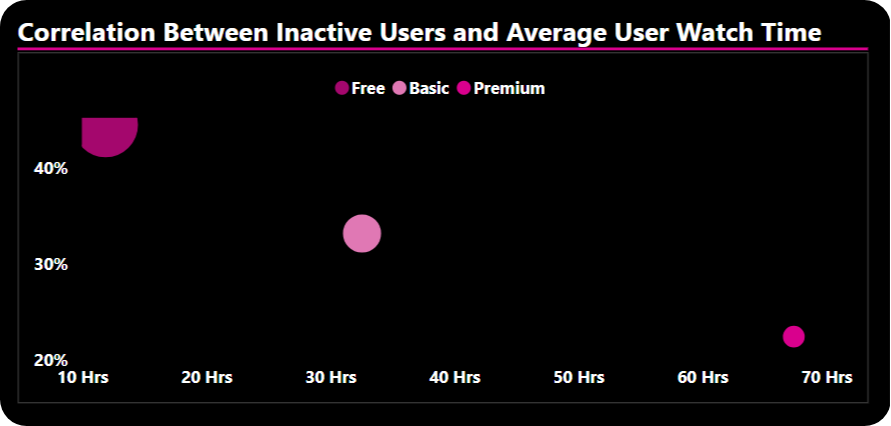 Correlation Between Inactive Users and Average User Watch Time
Free Basic Premium
40%
30%
20%
10 Hrs 20 Hrs 30 Hrs 40 Hrs 50 Hrs 60 Hrs 70 Hrs